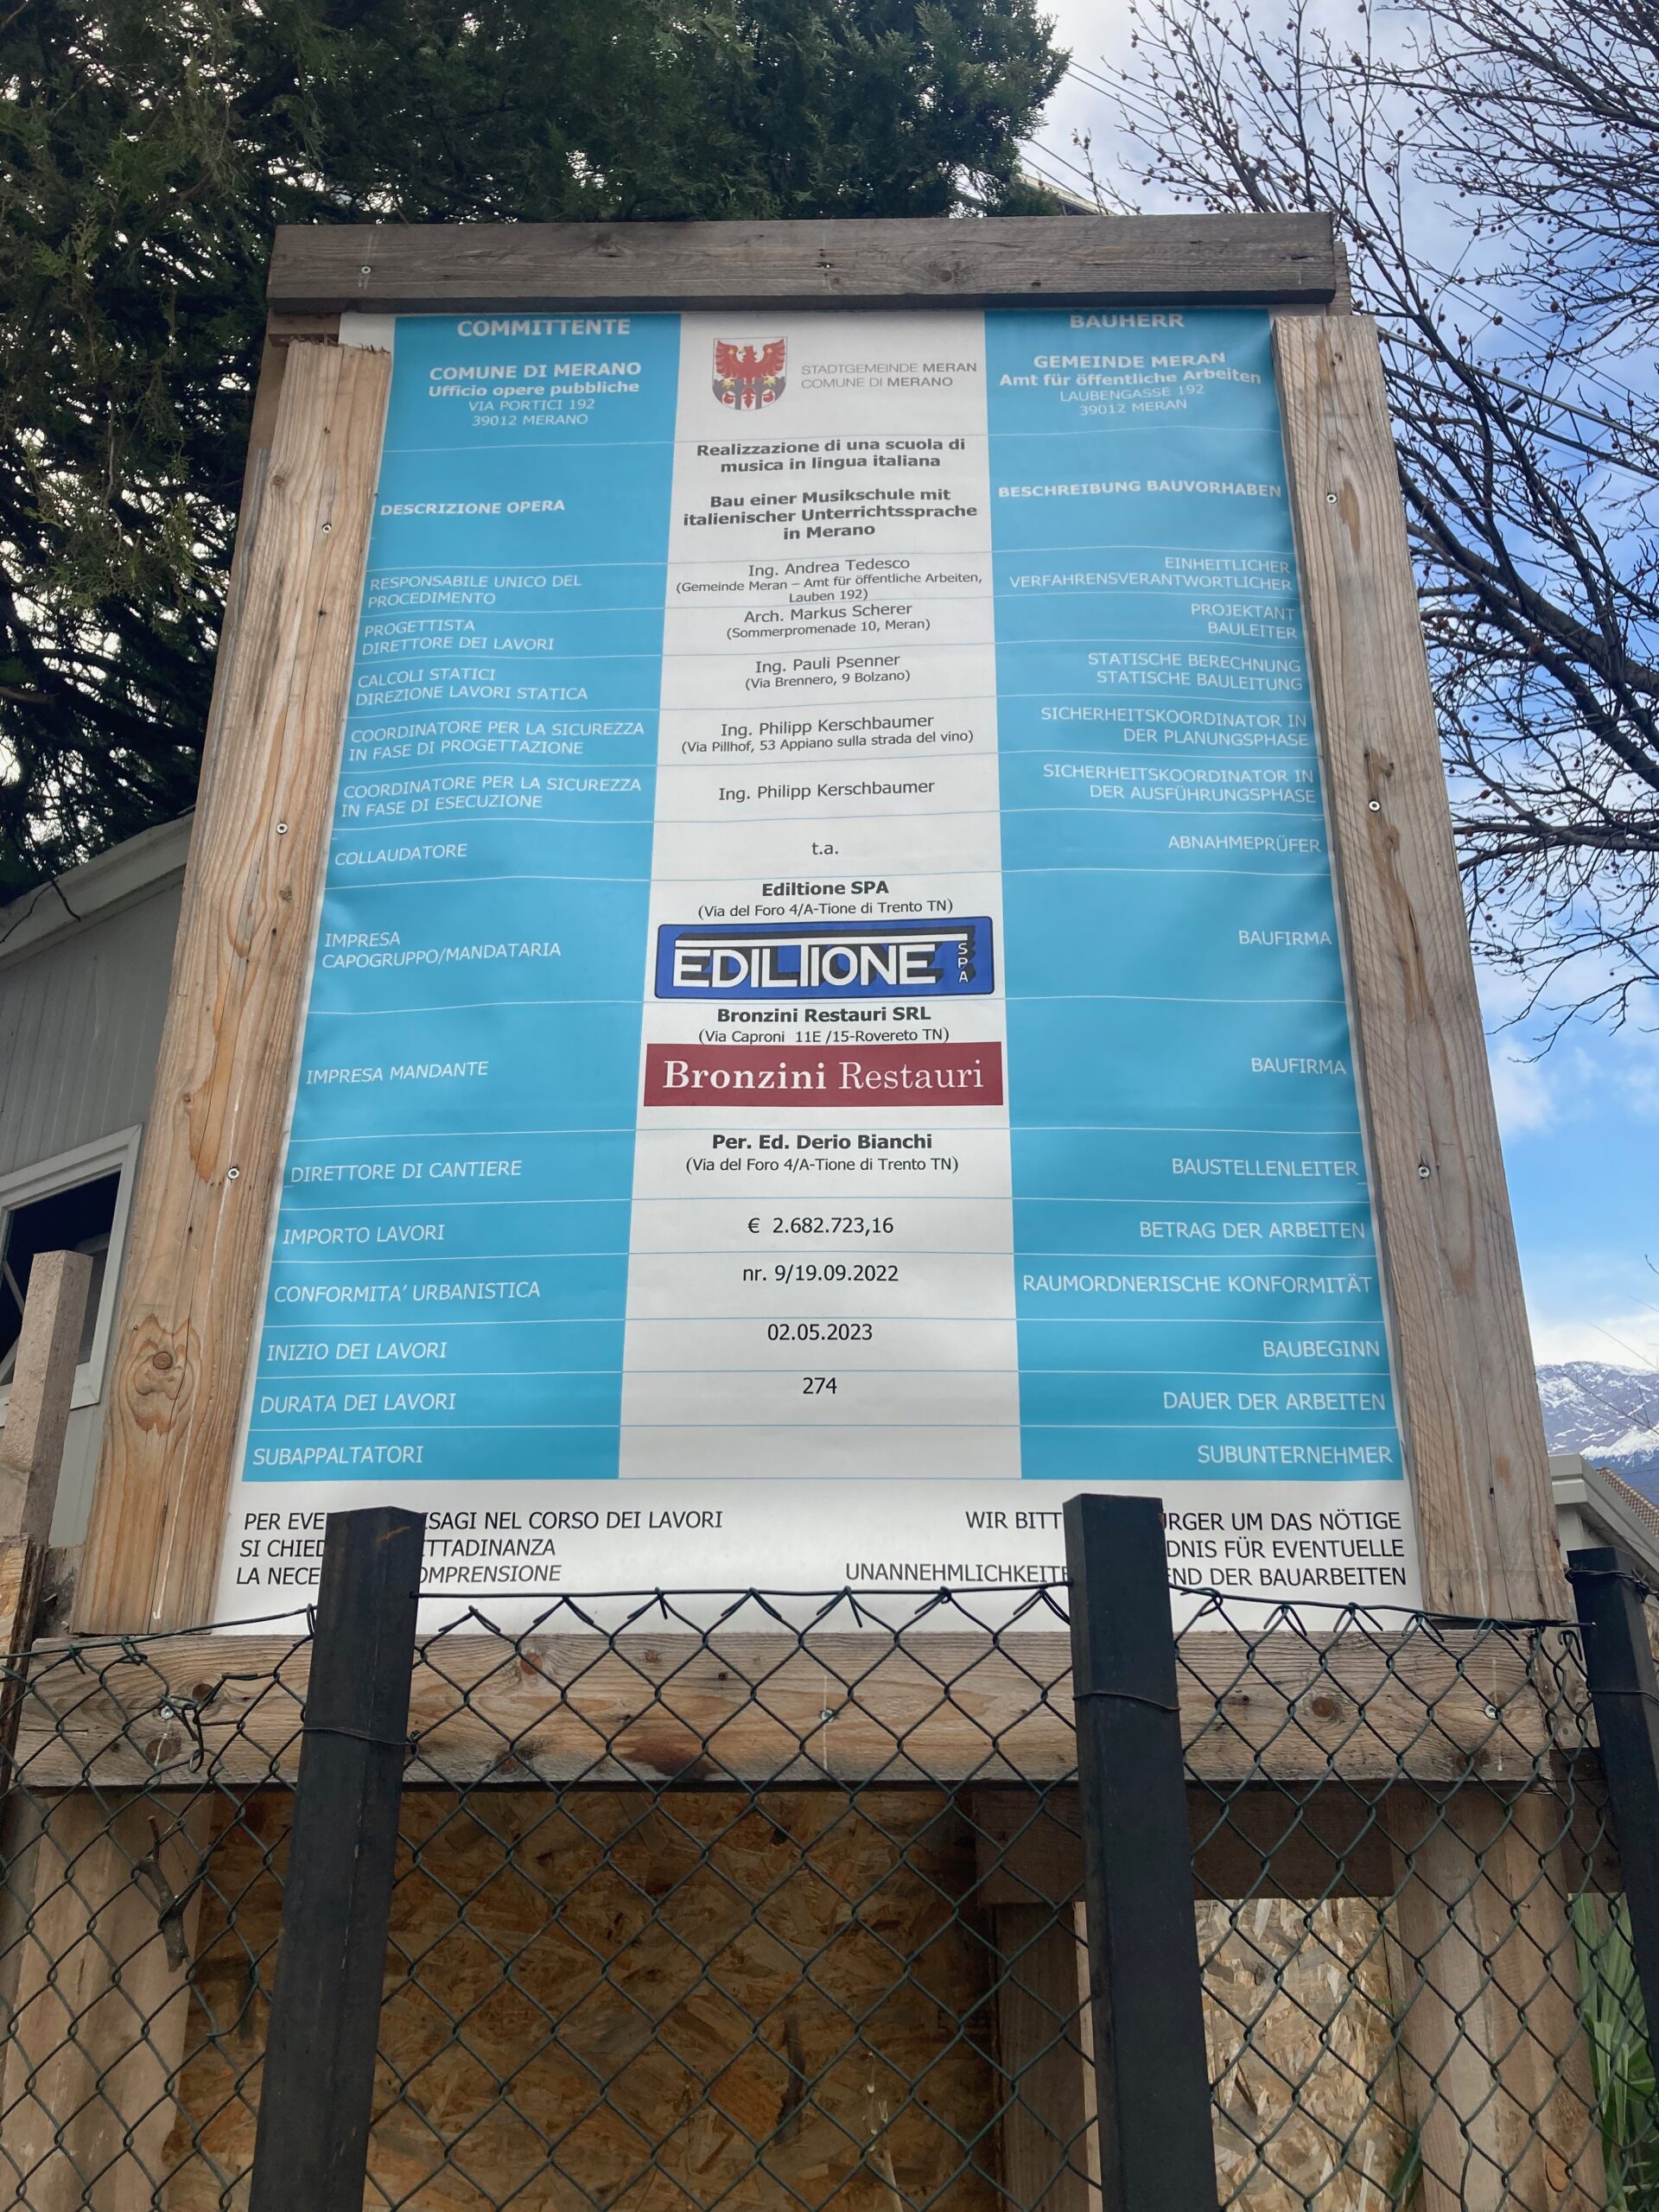 COMMITTENTE
COMUNE DI MERANO
Ufficio opere pubbliche
VIA PORTICI 192
39012 MERANO
STADTGEMEINDE MERAN
COMUNE DI MERANO
BAUHERR
GEMEINDE MERAN
Amt für öffentliche Arbeiten
LAUBENGASSE 192
39012 MERAN
DESCRIZIONE OPERA
Realizzazione di una scuola di
musica in lingua italiana
Bau einer Musikschule mit
italienischer Unterrichtssprache
in Merano
BESCHREIBUNG BAUVORHABEN
RESPONSABILE UNICO DEL
PROCEDIMENTO
Ing. Andrea Tedesco
(Gemeinde Meran – Amt für öffentliche Arbeiten,
Lauben 192)
EINHEITLICHER
VERFAHRENSVERANTWORTLICHER
PROGETTISTA
DIRETTORE DEI LAVORI
Arch. Markus Scherer
(Sommerpromenade 10, Meran)
PROJEKTANT
BAULEITER
CALCOLI STATICI
DIREZIONE LAVORI STATICA
Ing. Pauli Psenner
(Via Brennero, 9 Bolzano)
STATISCHE BERECHNUNG
STATISCHE BAULEITUNG
COORDINATORE PER LA SICUREZZA
IN FASE DI PROGETTAZIONE
Ing. Philipp Kerschbaumer
(Via Pillhof, 53 Appiano sulla strada del vino)
SICHERHEITSKOORDINATOR IN
DER PLANUNGSPHASE
COORDINATORE PER LA SICUREZZA
IN FASE DI ESECUZIONE
Ing. Philipp Kerschbaumer
SICHERHEITSKOORDINATOR IN
DER AUSFÜHRUNGSPHASE
COLLAUDATORE
t.a.
ABNAHMEPRÜFER
IMPRESA
CAPOGRUPPO/MANDATARIA
Ediltione SPA
(Via del Foro 4/A-Tione di Trento TN)
EDILTIONE SPA
BAUFIRMA
IMPRESA MANDANTE
Bronzini Restauri SRL
(Via Caproni 11E /15-Rovereto TN)
Bronzini Restauri
BAUFIRMA
DIRETTORE DI CANTIERE
Per. Ed. Derio Bianchi
(Via del Foro 4/A-Tione di Trento TN)
BAUSTELLENLEITER
IMPORTO LAVORI
€ 2.682.723,16
BETRAG DER ARBEITEN
CONFORMITA' URBANISTICA
nr. 9/19.09.2022
RAUMORDNERISCHE KONFORMITÄT
INIZIO DEI LAVORI
02.05.2023
BAUBEGINN
DURATA DEI LAVORI
274
DAUER DER ARBEITEN
SUBAPPALTATORI
SUBUNTERNEHMER
PER NEL CORSO DEI LAVORI
SI
LA
WIR UM DAS NÖTIGE
FÜR EVENTUELLE
DER BAUARBEITEN